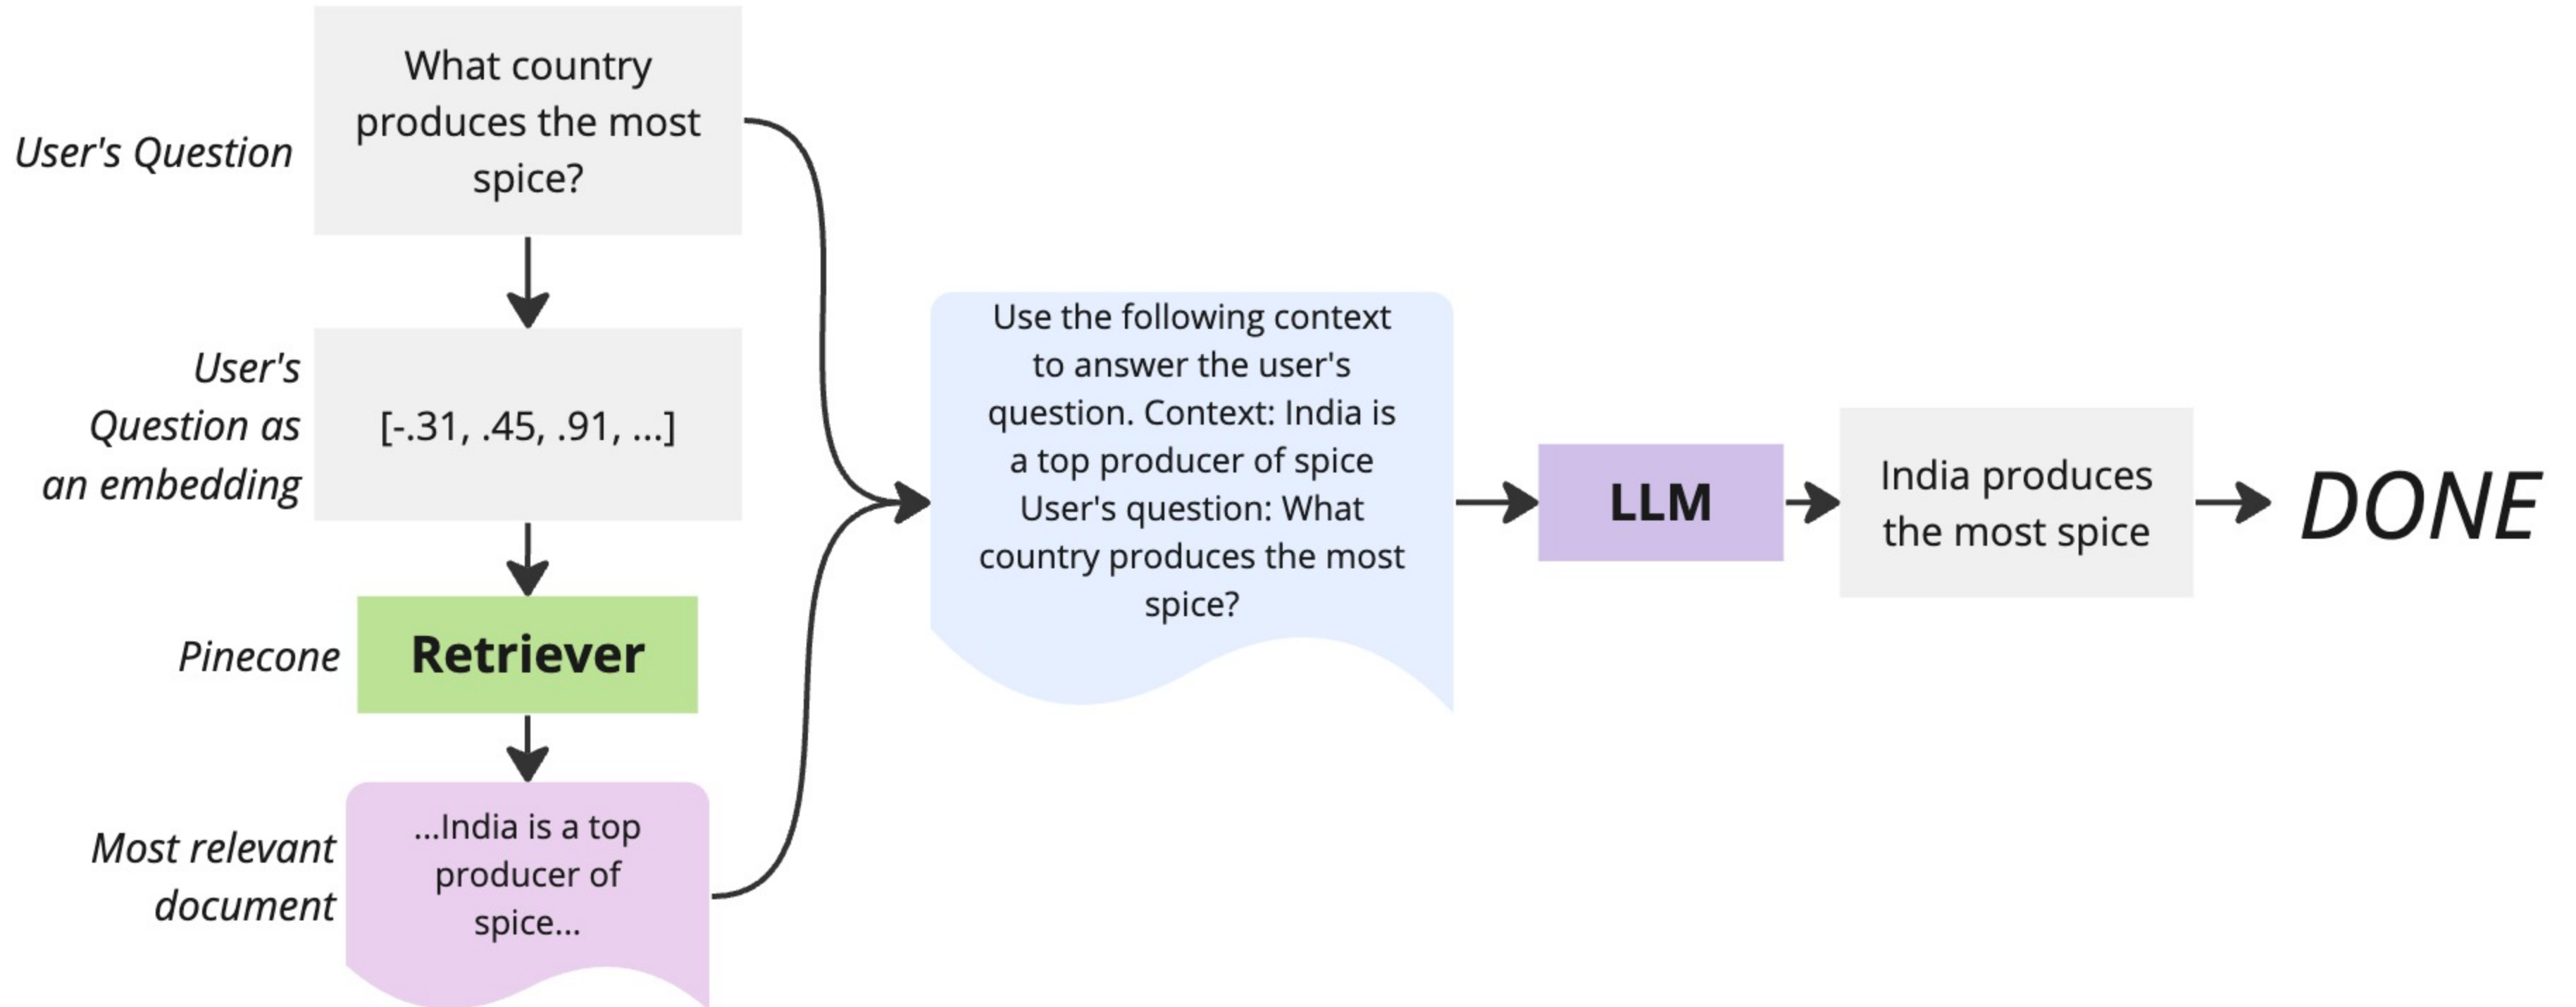 User's Question
What country
produces the most
spice?
User's
Question as
an embedding
[-.31, .45, .91, ...]
Pinecone
Retriever
Most relevant
document
...India is a top
producer of
spice...
Use the following context
to answer the user's
question. Context: India is
a top producer of spice
User's question: What
country produces the most
spice?
LLM
India produces
the most spice
DONE